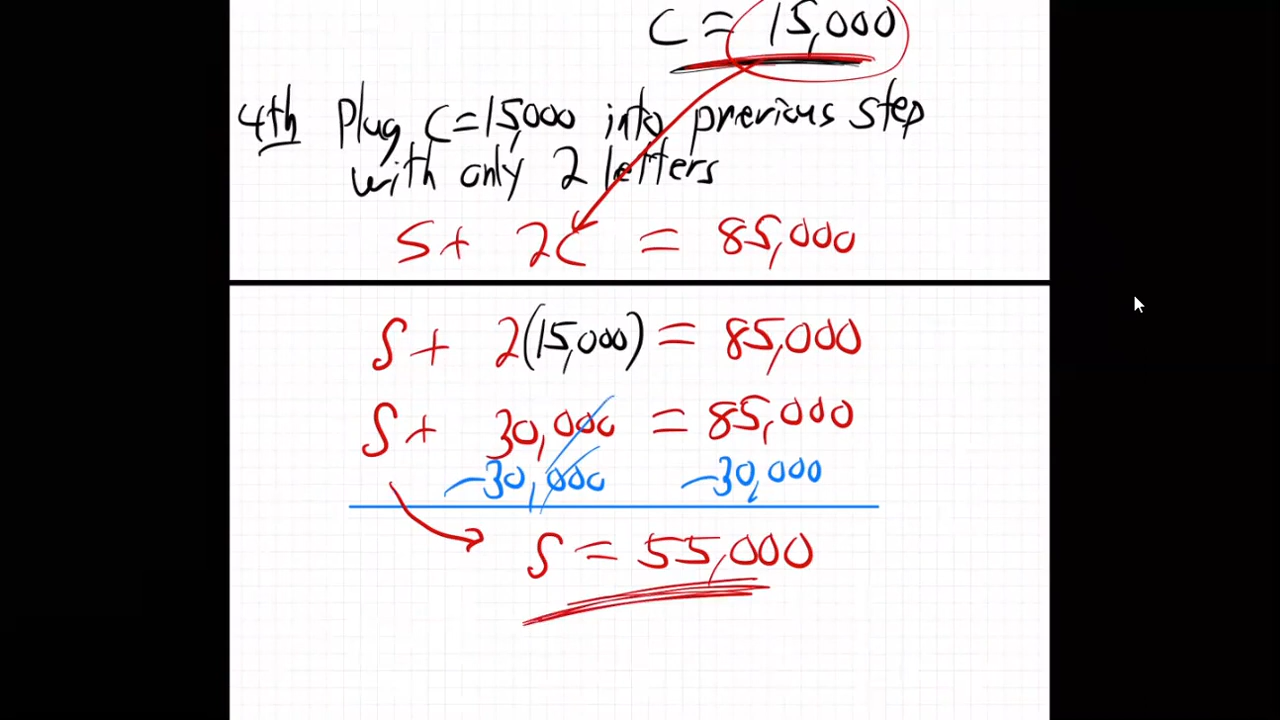 C = 15,000
4th Plug C=15,000 into previous step
with only 2 letters
S + 2C = 85,000
S + 2(15,000) = 85,000
S + 30,000 = 85,000
-30,000 -30,000
S = 55,000